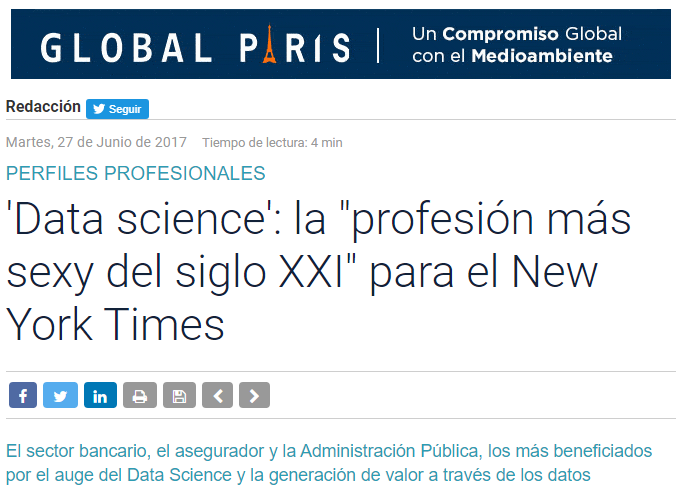 GLOBAL PARIS
Un Compromiso Global
con el Medioambiente
Redacción Seguir
Martes, 27 de Junio de 2017 Tiempo de lectura: 4 min
PERFILES PROFESIONALES
'Data science': la "profesión más
sexy del siglo XXI" para el New
York Times
El sector bancario, el asegurador y la Administración Pública, los más beneficiados
por el auge del Data Science y la generación de valor a través de los datos